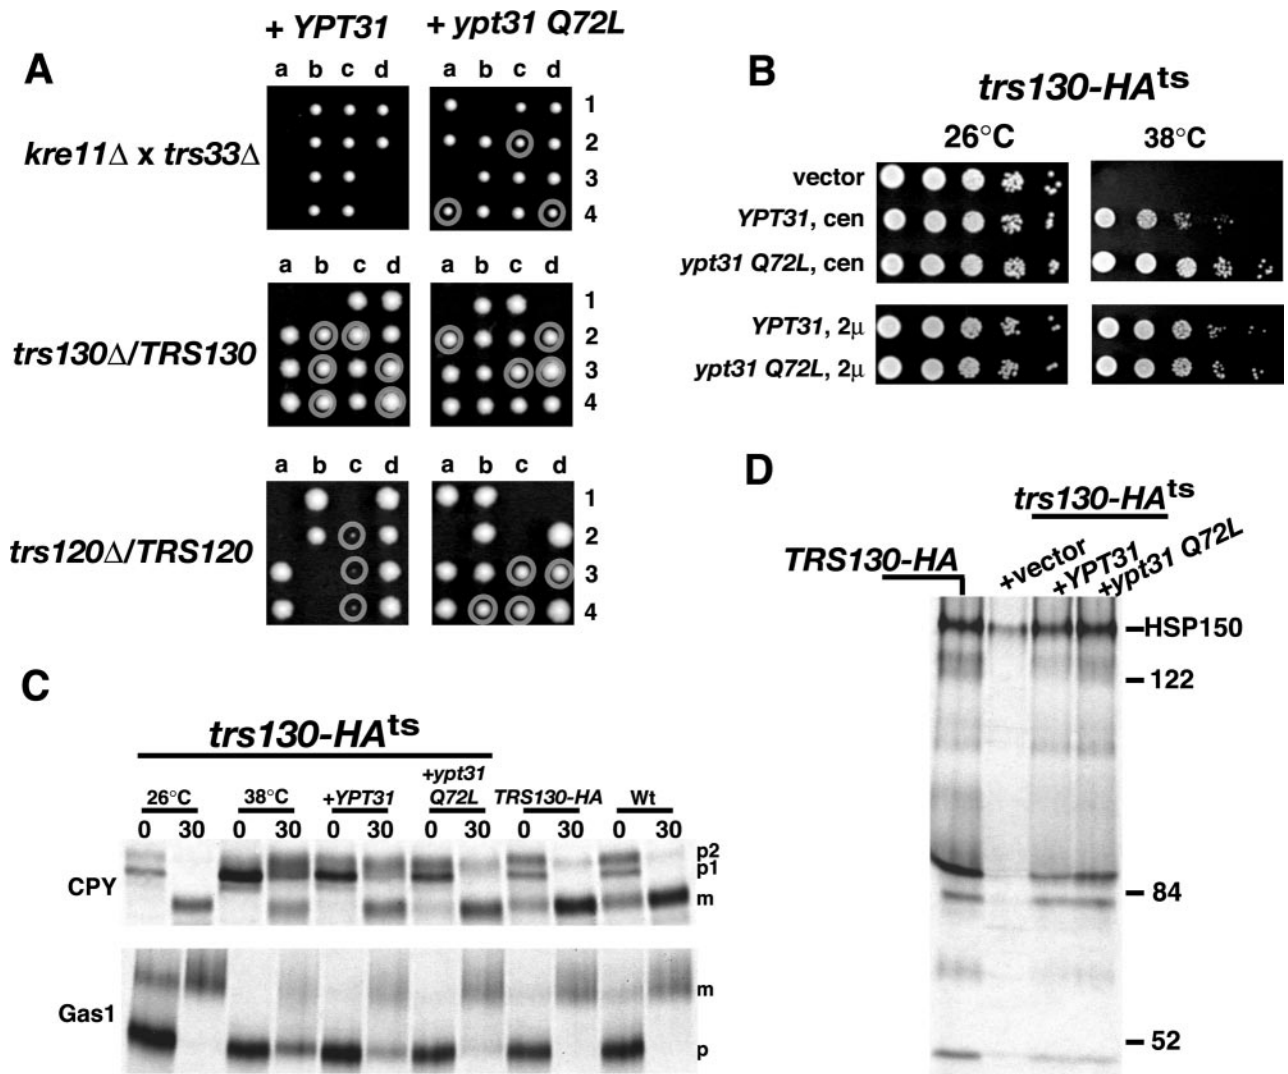 A
+ YPT31 + ypt31 Q72L
a b c d a b c d
kre11Δ x trs33Δ
1
2
3
4
a b c d a b c d
trs130Δ/TRS130
1
2
3
4
a b c d a b c d
trs120Δ/TRS120
1
2
3
4
B
trs130-HAts
26°C 38°C
vector
YPT31, cen
ypt31 Q72L, cen
YPT31, 2μ
ypt31 Q72L, 2μ
C
trs130-HAts
26°C 38°C +YPT31 +ypt31 Q72L TRS130-HA Wt
0 30 0 30 0 30 0 30 0 30 0 30
CPY
p2
p1
m
Gas1
m
p
D
trs130-HAts
TRS130-HA +vector +YPT31 +ypt31 Q72L
HSP150
122
84
52